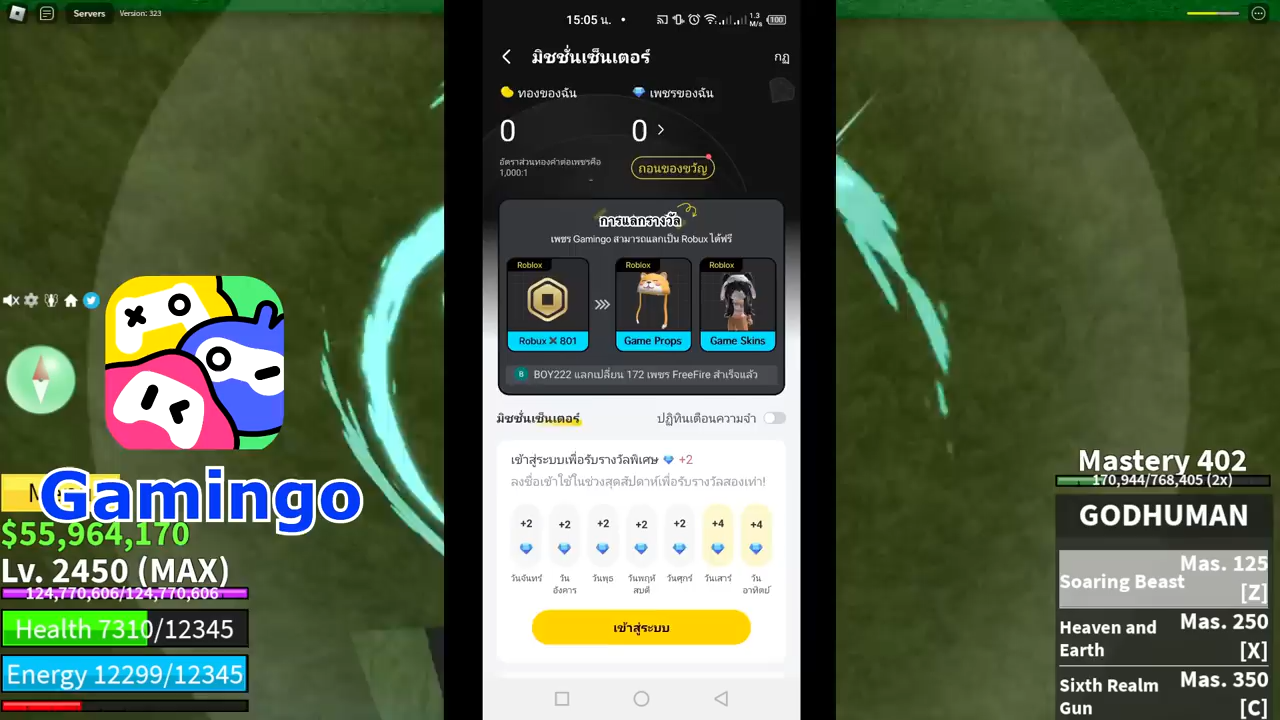 Servers
Version: 323
15:05 น.
1.3
M/s
100
มิชชั่นเซ็นเตอร์
กฎ
ทองของฉัน
เพชรของฉัน
0
0
อัตราส่วนทองคำต่อเพชรคือ
1,000:1
ถอนของขวัญ
การแลกรางวัล
เพชร Gamingo สามารถแลกเป็น Robux ได้ฟรี
Roblox
Roblox
Roblox
Robux × 801
Game Props
Game Skins
B
BOY222 แลกเปลี่ยน 172 เพชร FreeFire สำเร็จแล้ว
มิชชั่นเซ็นเตอร์
ปฏิทินเตือนความจำ
เข้าสู่ระบบเพื่อรับรางวัลพิเศษ +2
ลงชื่อเข้าใช้ในช่วงสุดสัปดาห์เพื่อรับรางวัลสองเท่า!
+2 +2 +2 +2 +2 +4 +4
วันจันทร์ วันอังคาร วันพุธ วันพฤหัสบดี วันศุกร์ วันเสาร์ วันอาทิตย์
เข้าสู่ระบบ
Gamingo
$55,964,170
Lv. 2450 (MAX)
124,770,606/124,770,606
Health 7310/12345
Energy 12299/12345
Mastery 402
170,944/768,405 (2x)
GODHUMAN
Mas. 125
Soaring Beast
[Z]
Mas. 250
Heaven and
Earth
[X]
Mas. 350
Sixth Realm
Gun
[C]